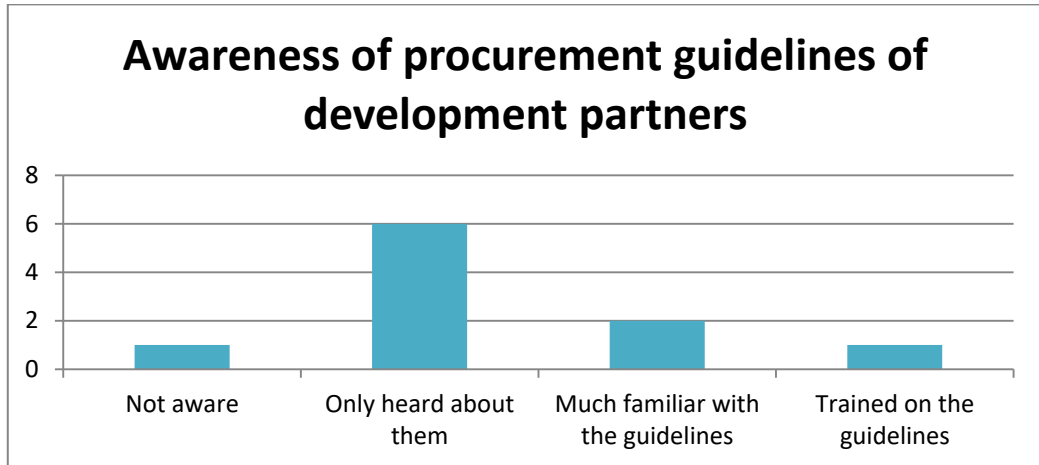 Awareness of procurement guidelines of
development partners
8
6
4
2
0
Not aware
Only heard about
them
Much familiar with
the guidelines
Trained on the
guidelines